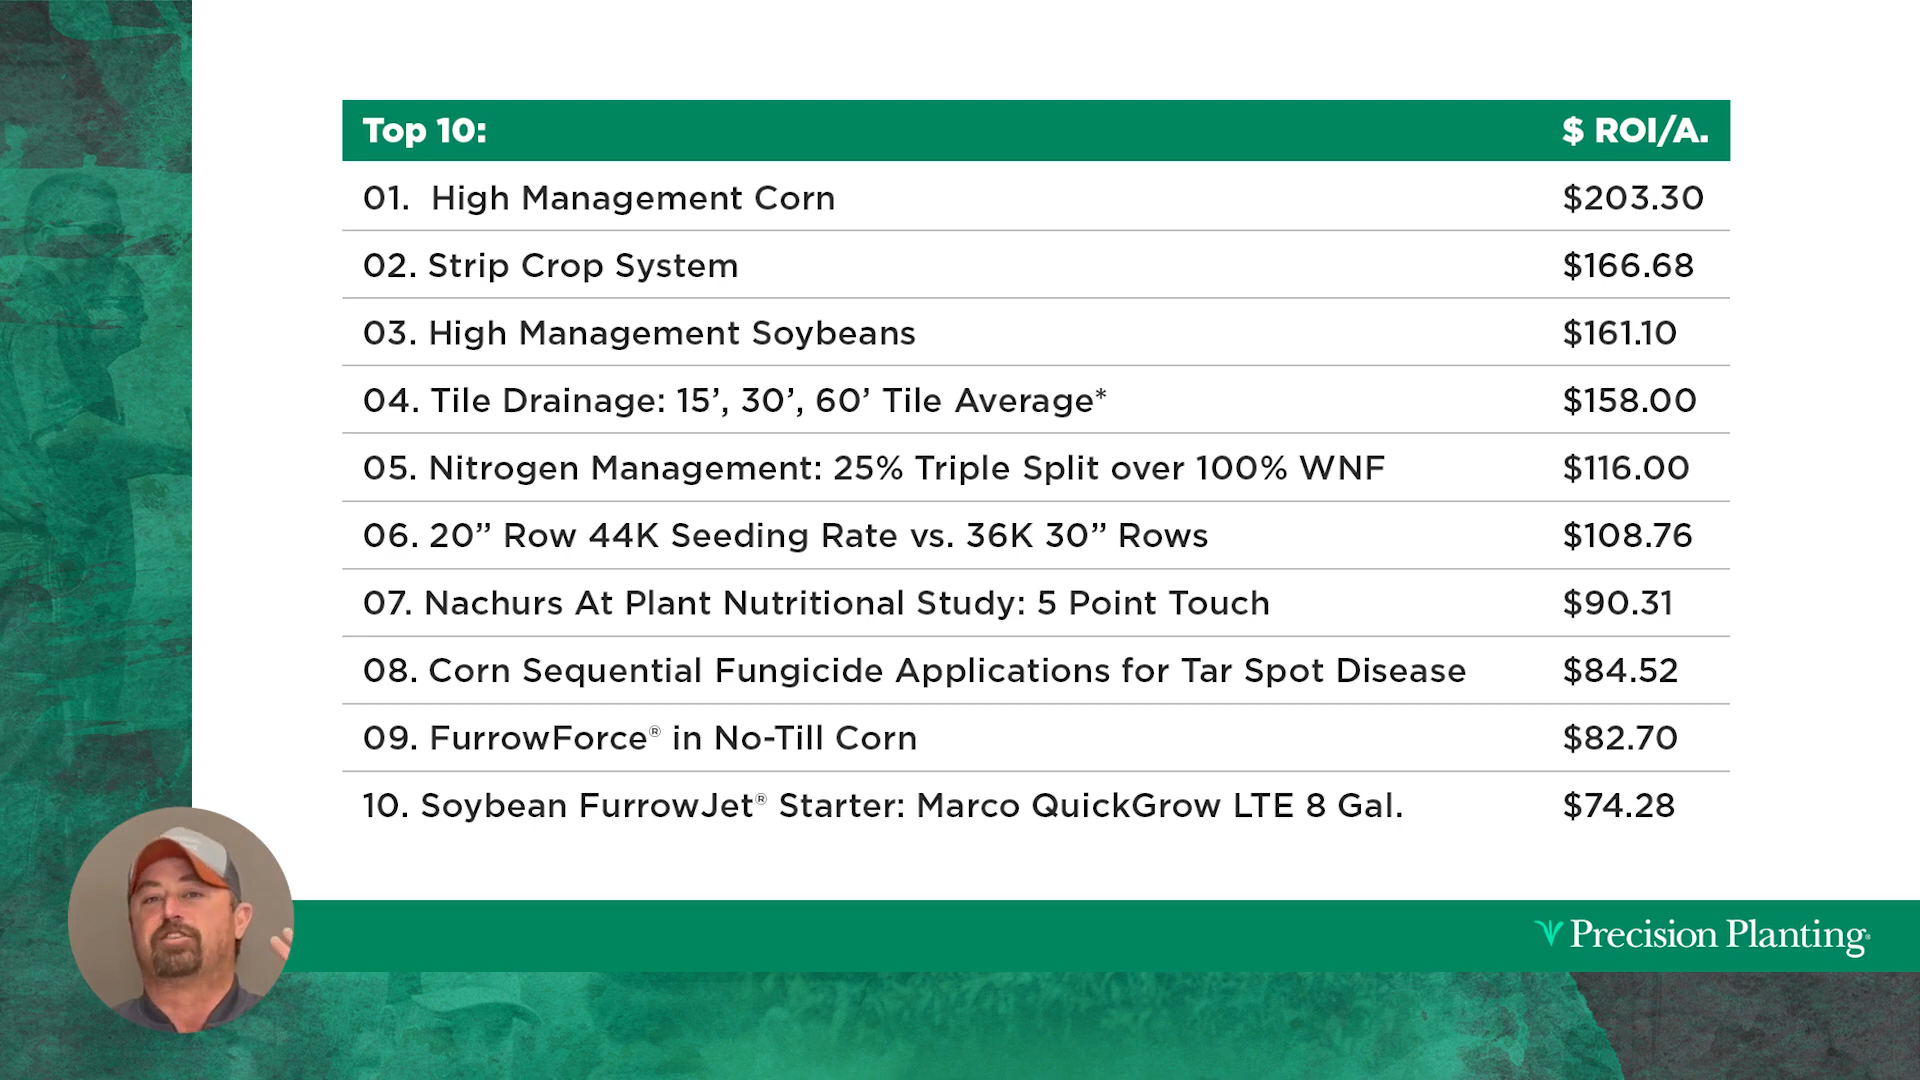 Top 10: $ ROI/A.
01. High Management Corn $203.30
02. Strip Crop System $166.68
03. High Management Soybeans $161.10
04. Tile Drainage: 15’, 30’, 60’ Tile Average* $158.00
05. Nitrogen Management: 25% Triple Split over 100% WNF $116.00
06. 20” Row 44K Seeding Rate vs. 36K 30” Rows $108.76
07. Nachurs At Plant Nutritional Study: 5 Point Touch $90.31
08. Corn Sequential Fungicide Applications for Tar Spot Disease $84.52
09. FurrowForce® in No-Till Corn $82.70
10. Soybean FurrowJet® Starter: Marco QuickGrow LTE 8 Gal. $74.28
Precision Planting®